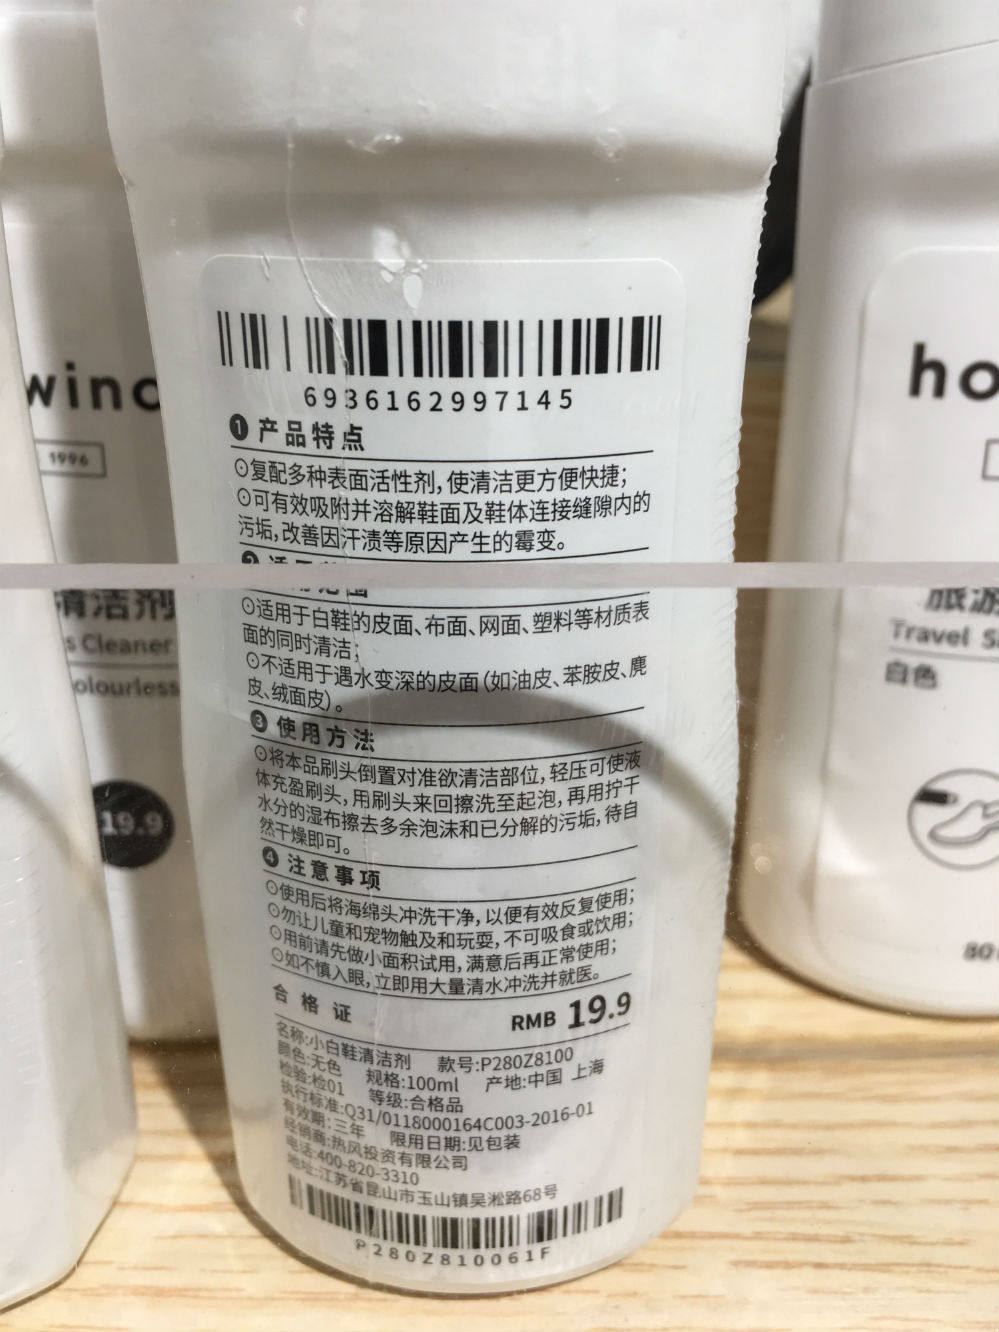 6936162997145
1 产品特点
⊙复配多种表面活性剂，使清洁更方便快捷；
⊙可有效吸附并溶解鞋面及鞋体连接缝隙内的
污垢，改善因汗渍等原因产生的霉变。
2 适用范围
⊙适用于白鞋的皮面、布面、网面、塑料等材质表
面的同时清洁；
⊙不适用于遇水变深的皮面（如油皮、苯胺皮、麂
皮、绒面皮）。
3 使用方法
⊙将本品刷头倒置对准欲清洁部位，轻压可使液
体充盈刷头，用刷头来回擦洗至起泡，再用拧干
水分的湿布擦去多余泡沫和已分解的污垢，待自
然干燥即可。
4 注意事项
⊙使用后将海绵头冲洗干净，以便有效反复使用；
⊙勿让儿童和宠物触及和玩耍，不可吸食或饮用；
⊙用前请先做小面积试用，满意后再正常使用；
⊙如不慎入眼，立即用大量清水冲洗并就医。
合格证 RMB 19.9
名称:小白鞋清洁剂 款号:P280Z8100
颜色:无色 规格:100ml 产地:中国 上海
检验:检01 等级:合格品
执行标准:Q31/0118000164C003-2016-01
有效期:三年 限用日期:见包装
经销商:热风投资有限公司
电话:400-820-3310
地址:江苏省昆山市玉山镇吴淞路68号
P280Z810061F
wind
1996
清洁剂
s Cleaner
olourless
19.9
ho
旅游
Travel S
白色
80